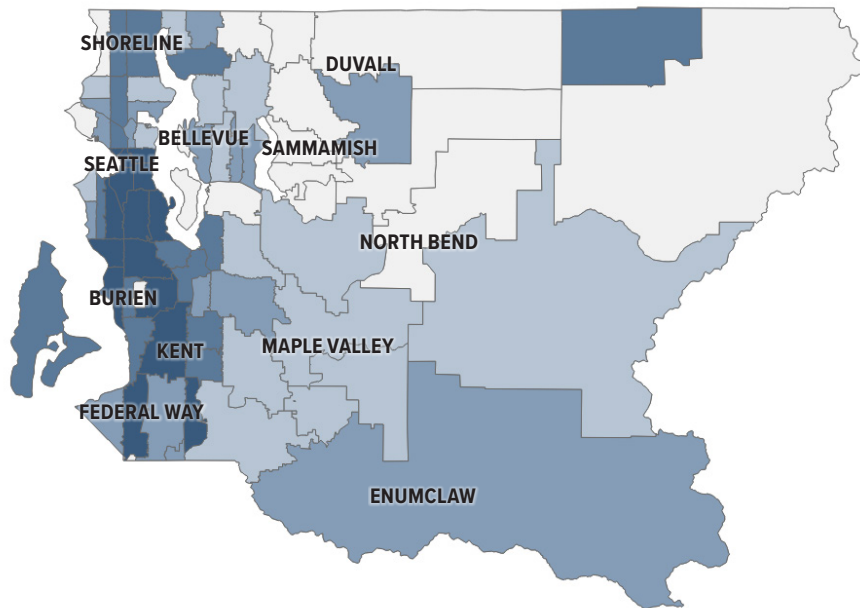 SHORELINE
DUVALL
BELLEVUE
SAMMAMISH
SEATTLE
NORTH BEND
BURIEN
KENT
MAPLE VALLEY
FEDERAL WAY
ENUMCLAW